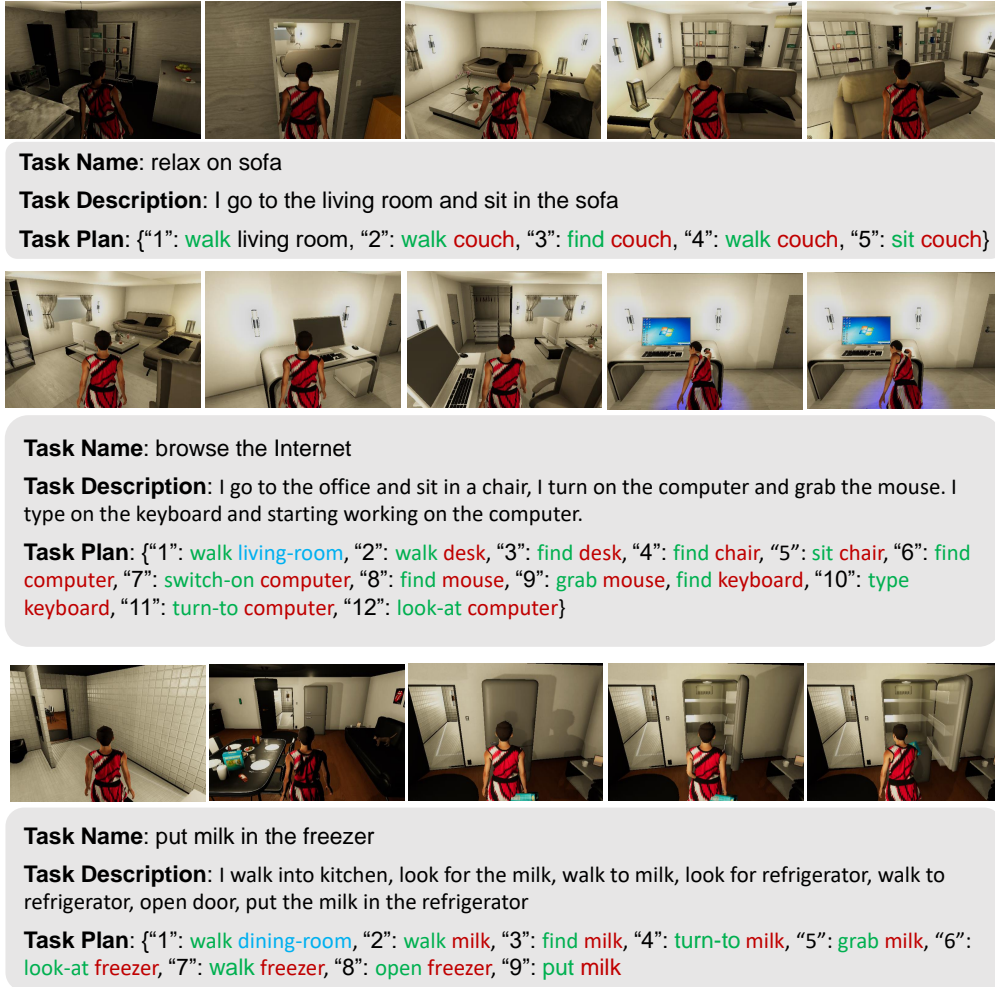 Task Name: relax on sofa
Task Description: I go to the living room and sit in the sofa
Task Plan: {“1”: walk living room, “2”: walk couch, “3”: find couch, “4”: walk couch, “5”: sit couch}
Task Name: browse the Internet
Task Description: I go to the office and sit in a chair, I turn on the computer and grab the mouse. I
type on the keyboard and starting working on the computer.
Task Plan: {“1”: walk living-room, “2”: walk desk, “3”: find desk, “4”: find chair, “5”: sit chair, “6”: find
computer, “7”: switch-on computer, “8”: find mouse, “9”: grab mouse, find keyboard, “10”: type
keyboard, “11”: turn-to computer, “12”: look-at computer}
Task Name: put milk in the freezer
Task Description: I walk into kitchen, look for the milk, walk to milk, look for refrigerator, walk to
refrigerator, open door, put the milk in the refrigerator
Task Plan: {“1”: walk dining-room, “2”: walk milk, “3”: find milk, “4”: turn-to milk, “5”: grab milk, “6”:
look-at freezer, “7”: walk freezer, “8”: open freezer, “9”: put milk